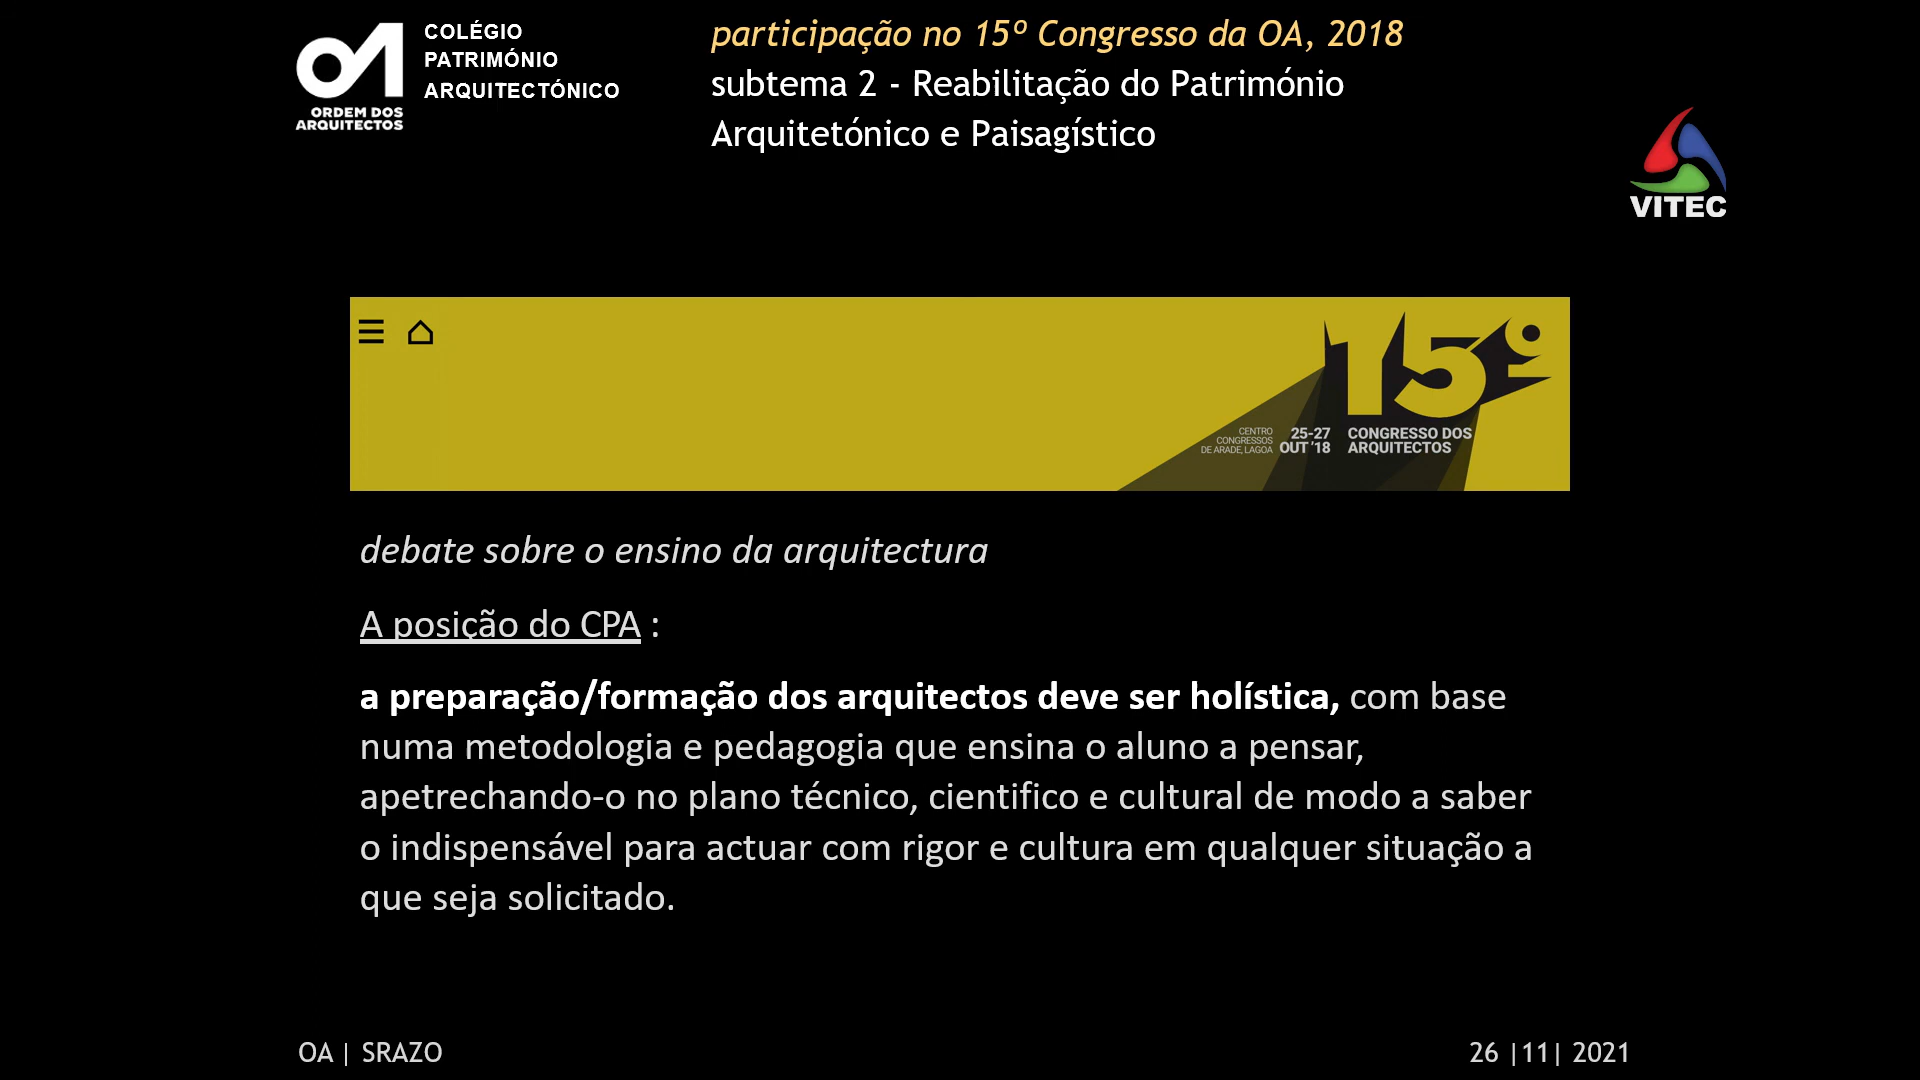 OA
ORDEM DOS
ARQUITECTOS
COLÉGIO
PATRIMÓNIO
ARQUITECTÓNICO
participação no 15º Congresso da OA, 2018
subtema 2 - Reabilitação do Património
Arquitetónico e Paisagístico
VITEC
15º
CENTRO
CONGRESSOS
DE ARADE, LAGOA
25-27
OUT '18
CONGRESSO DOS
ARQUITECTOS
debate sobre o ensino da arquitectura
A posição do CPA :
a preparação/formação dos arquitectos deve ser holística, com base
numa metodologia e pedagogia que ensina o aluno a pensar,
apetrechando-o no plano técnico, cientifico e cultural de modo a saber
o indispensável para actuar com rigor e cultura em qualquer situação a
que seja solicitado.
OA | SRAZO
26 |11| 2021